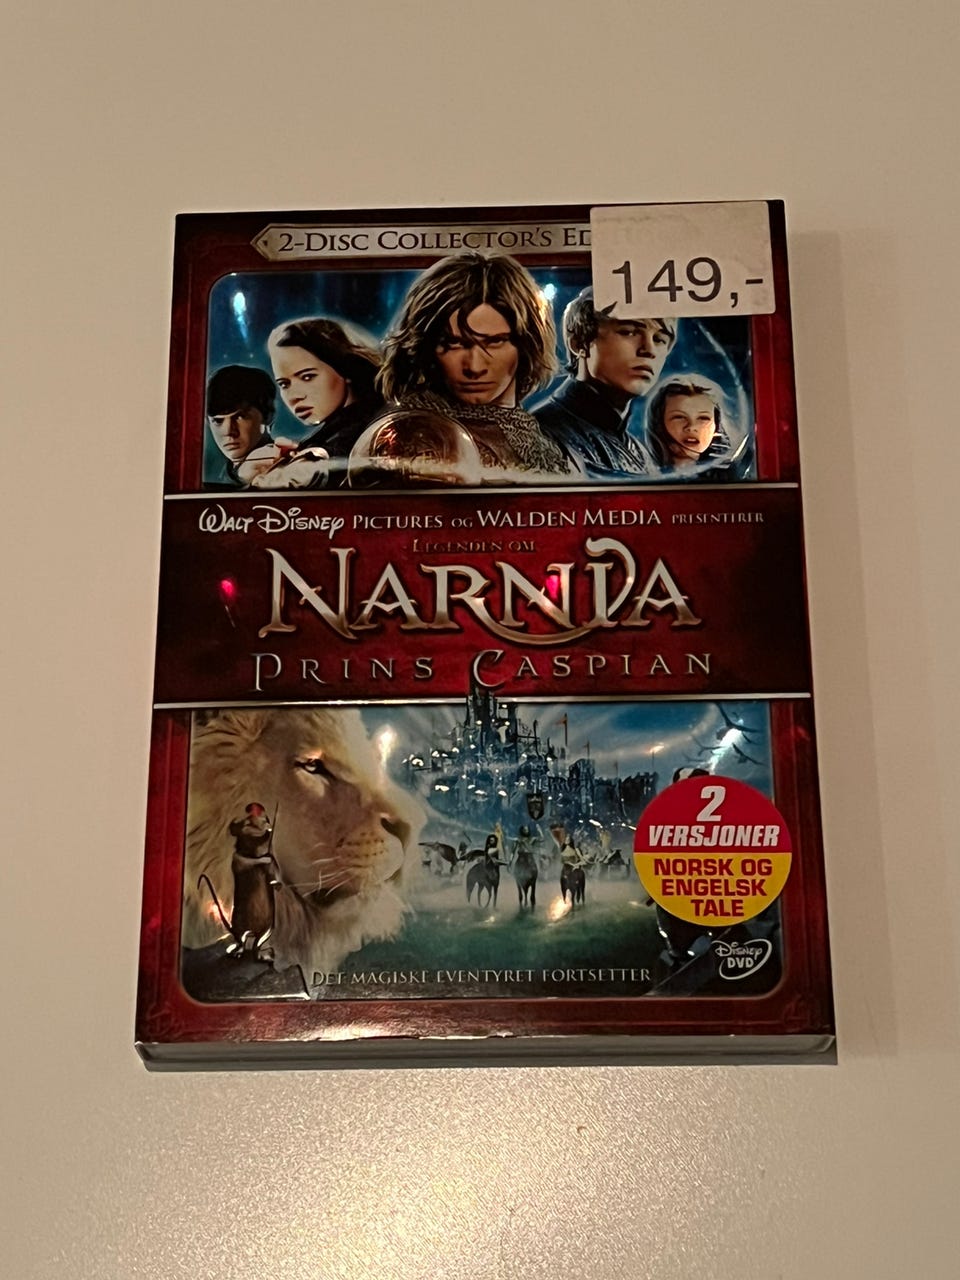 2-DISC COLLECTOR'S ED
149,-
WALT DISNEY PICTURES OG WALDEN MEDIA PRESENTERER
LEGENDEN OM
NARNIA
PRINS CASPIAN
2
VERSJONER
NORSK OG
ENGELSK
TALE
DISNEY
DVD
DET MAGISKE EVENTYRET FORTSETTER